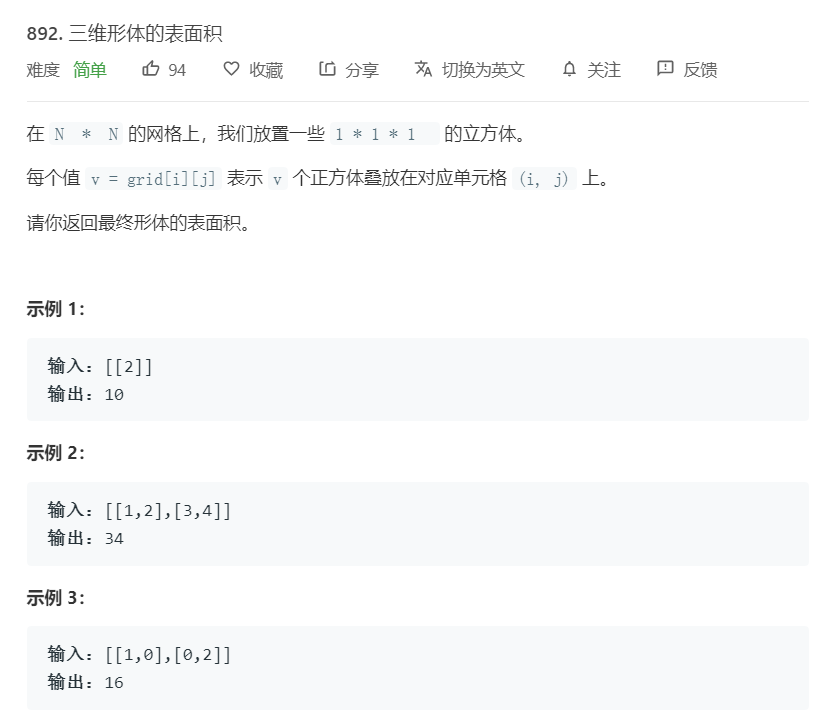 892. 三维形体的表面积
难度 简单 94 收藏 分享 切换为英文 关注 反馈
在 N * N 的网格上，我们放置一些 1 * 1 * 1 的立方体。
每个值 v = grid[i][j] 表示 v 个正方体叠放在对应单元格 (i, j) 上。
请你返回最终形体的表面积。
示例 1：
输入：[[2]]
输出：10
示例 2：
输入：[[1,2],[3,4]]
输出：34
示例 3：
输入：[[1,0],[0,2]]
输出：16